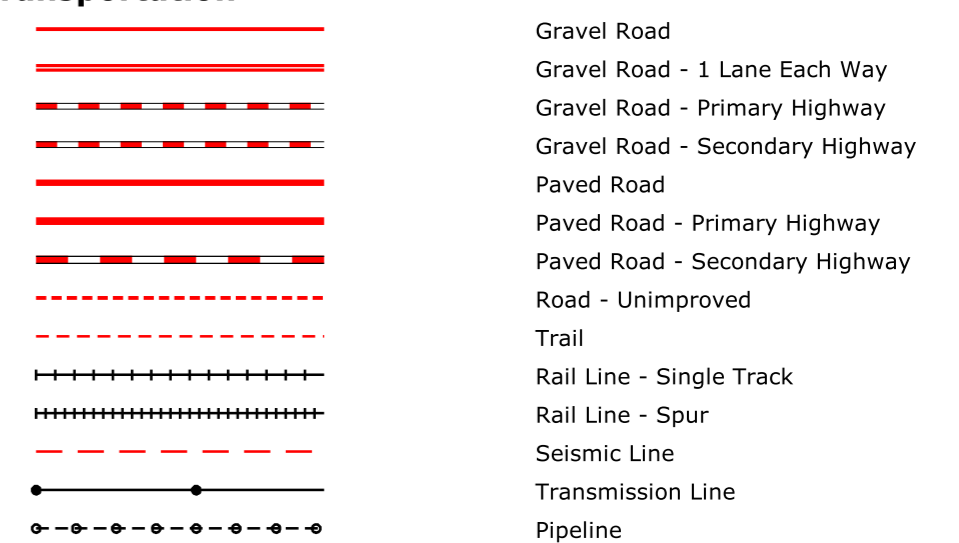 Gravel Road
Gravel Road - 1 Lane Each Way
Gravel Road - Primary Highway
Gravel Road - Secondary Highway
Paved Road
Paved Road - Primary Highway
Paved Road - Secondary Highway
Road - Unimproved
Trail
Rail Line - Single Track
Rail Line - Spur
Seismic Line
Transmission Line
Pipeline